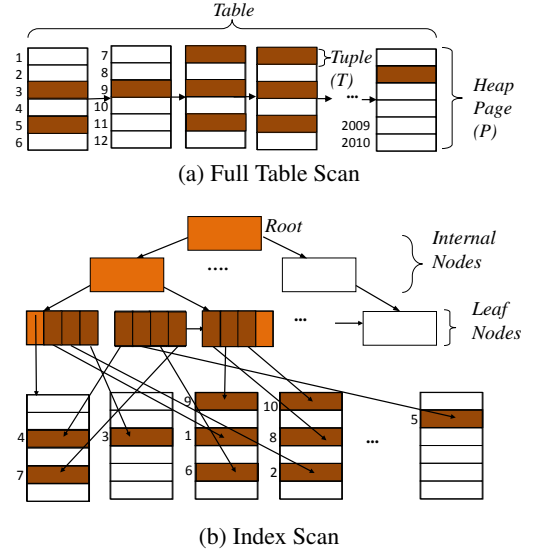 Table
1
2
3
4
5
6
7
8
9
10
11
12
Tuple
(T)
...
2009
2010
Heap
Page
(P)
(a) Full Table Scan
Root
....
Internal
Nodes
...
Leaf
Nodes
4
7
3
9
1
6
10
8
2
...
5
(b) Index Scan